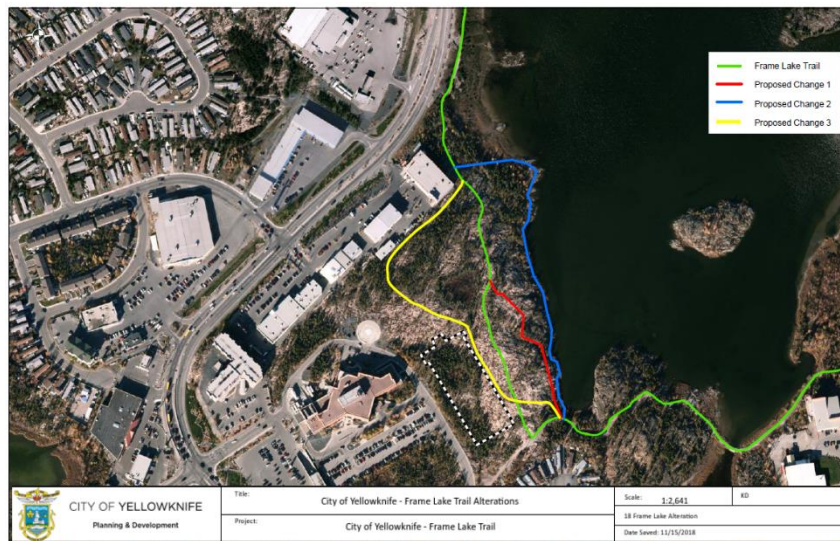 Frame Lake Trail
Proposed Change 1
Proposed Change 2
Proposed Change 3
CITY OF YELLOWKNIFE
Planning & Development
Title:
City of Yellowknife - Frame Lake Trail Alterations
Project:
City of Yellowknife - Frame Lake Trail
Scale:
1:2,641
KD
18 Frame Lake Alteration
Date Saved: 11/15/2018